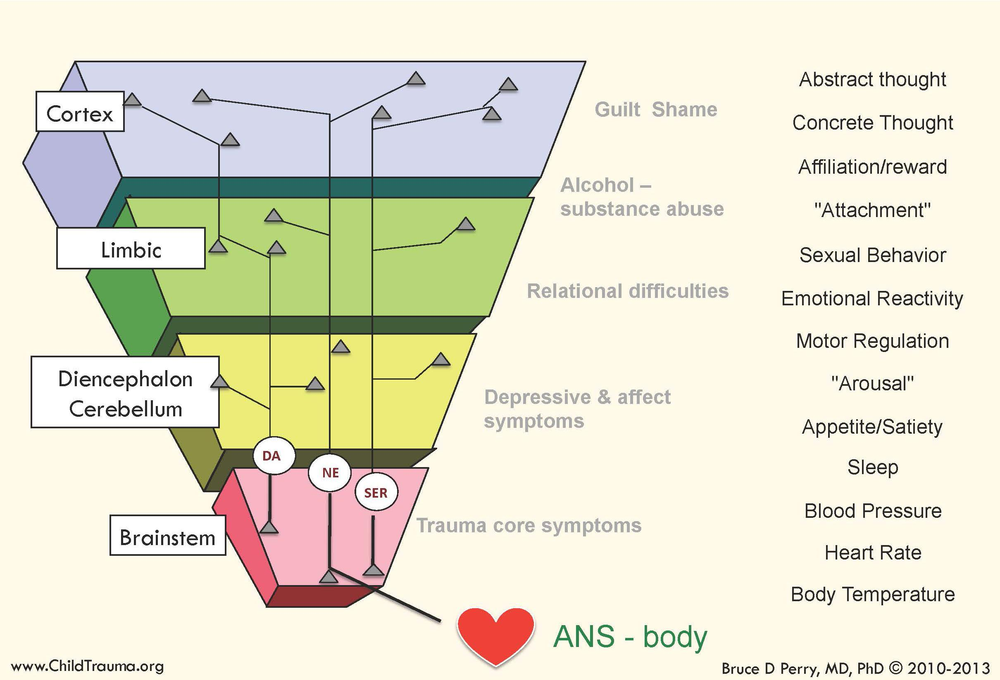 Cortex
Limbic
Diencephalon
Cerebellum
Brainstem
DA
NE
SER
Guilt  Shame
Alcohol –
substance abuse
Relational difficulties
Depressive & affect
symptoms
Trauma core symptoms
Abstract thought
Concrete Thought
Affiliation/reward
"Attachment"
Sexual Behavior
Emotional Reactivity
Motor Regulation
"Arousal"
Appetite/Satiety
Sleep
Blood Pressure
Heart Rate
Body Temperature
ANS - body
www.ChildTrauma.org
Bruce D Perry, MD, PhD © 2010-2013